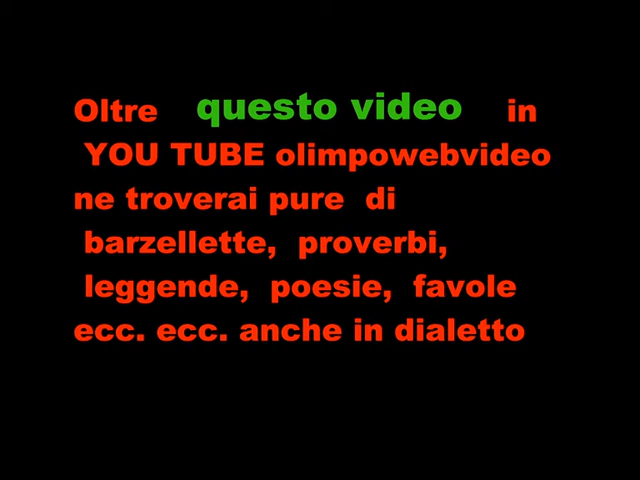 Oltre questo video in
YOU TUBE olimpowebvideo
ne troverai pure di
barzellette, proverbi,
leggende, poesie, favole
ecc. ecc. anche in dialetto